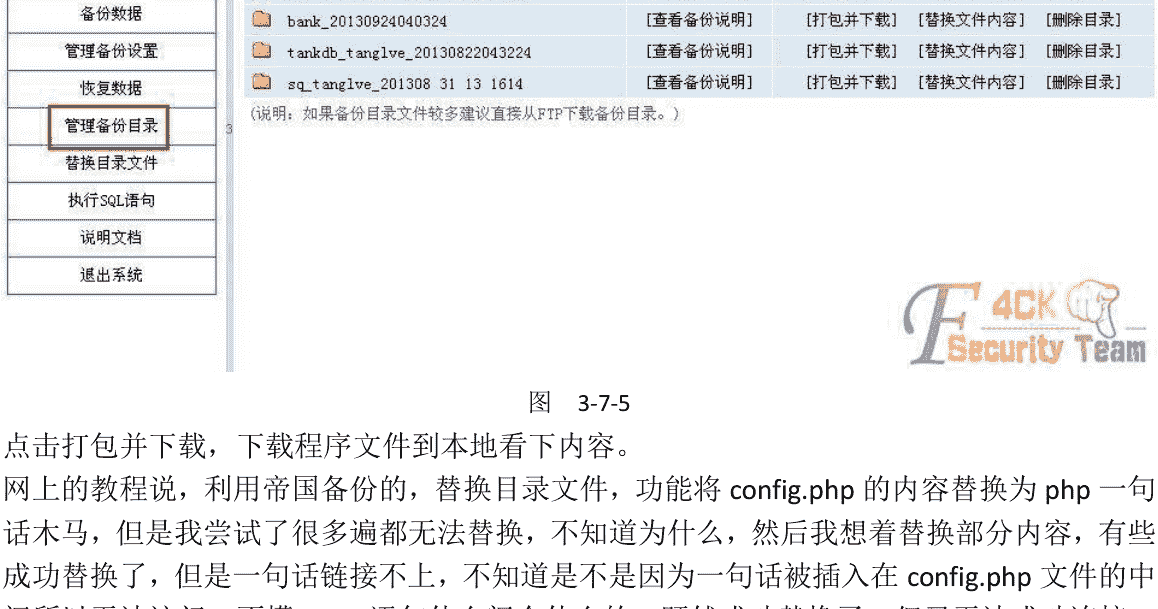 备份数据
管理备份设置
恢复数据
管理备份目录
替换目录文件
执行SQL语句
说明文档
退出系统
3
bank_20130924040324 [查看备份说明] [打包并下载] [替换文件内容] [删除目录]
tankdb_tanglve_20130822043224 [查看备份说明] [打包并下载] [替换文件内容] [删除目录]
sq_tanglve_201308 31 13 1614 [查看备份说明] [打包并下载] [替换文件内容] [删除目录]
(说明：如果备份目录文件较多建议直接从FTP下载备份目录。)
F4CK
Security Team
图 3-7-5
点击打包并下载，下载程序文件到本地看下内容。
网上的教程说，利用帝国备份的，替换目录文件，功能将 config.php 的内容替换为 php 一句
话木马，但是我尝试了很多遍都无法替换，不知道为什么，然后我想着替换部分内容，有些
成功替换了，但是一句话链接不上，不知道是不是因为一句话被插入在 config.php 文件的中